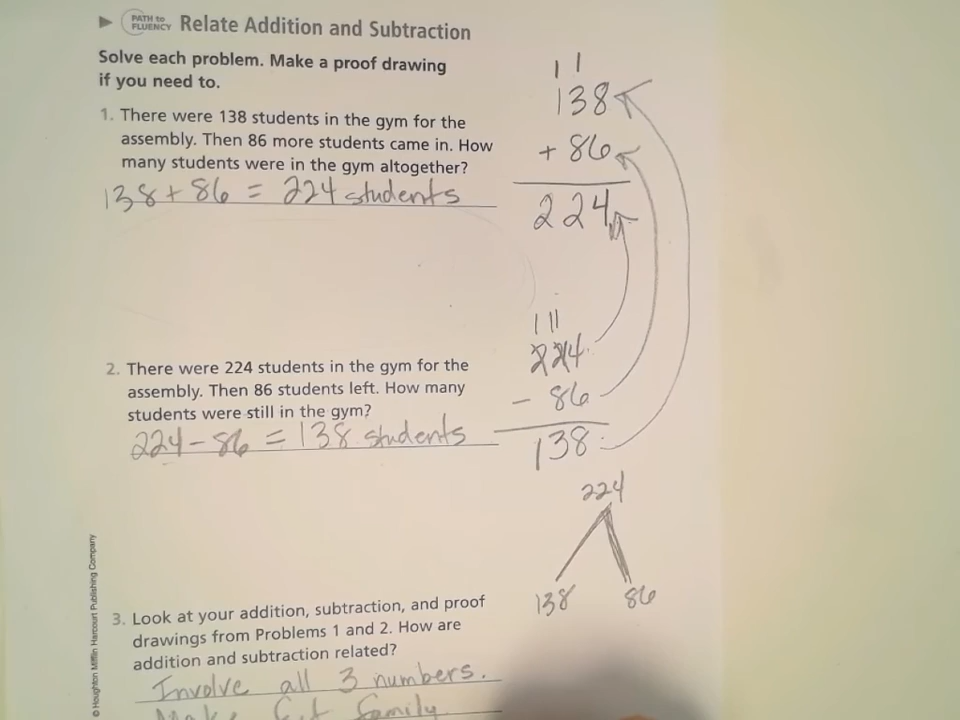 PATH to
FLUENCY
Relate Addition and Subtraction
Solve each problem. Make a proof drawing
if you need to.
1. There were 138 students in the gym for the
assembly. Then 86 more students came in. How
many students were in the gym altogether?
138 + 86 = 224 students
1 1
138
+ 86
224
2. There were 224 students in the gym for the
assembly. Then 86 students left. How many
students were still in the gym?
224 - 86 = 138 students
1 11
224
- 86
138
224
138 86
3. Look at your addition, subtraction, and proof
drawings from Problems 1 and 2. How are
addition and subtraction related?
Involve all 3 numbers.
Make family
© Houghton Mifflin Harcourt Publishing Company